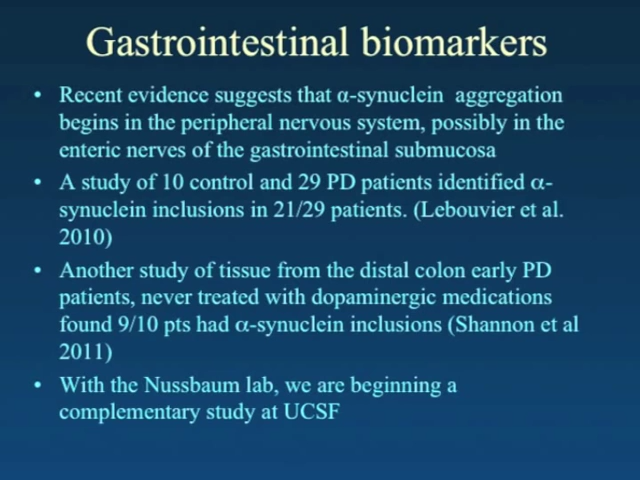 Gastrointestinal biomarkers
• Recent evidence suggests that α-synuclein aggregation
begins in the peripheral nervous system, possibly in the
enteric nerves of the gastrointestinal submucosa
• A study of 10 control and 29 PD patients identified α-
synuclein inclusions in 21/29 patients. (Lebouvier et al.
2010)
• Another study of tissue from the distal colon early PD
patients, never treated with dopaminergic medications
found 9/10 pts had α-synuclein inclusions (Shannon et al
2011)
• With the Nussbaum lab, we are beginning a
complementary study at UCSF